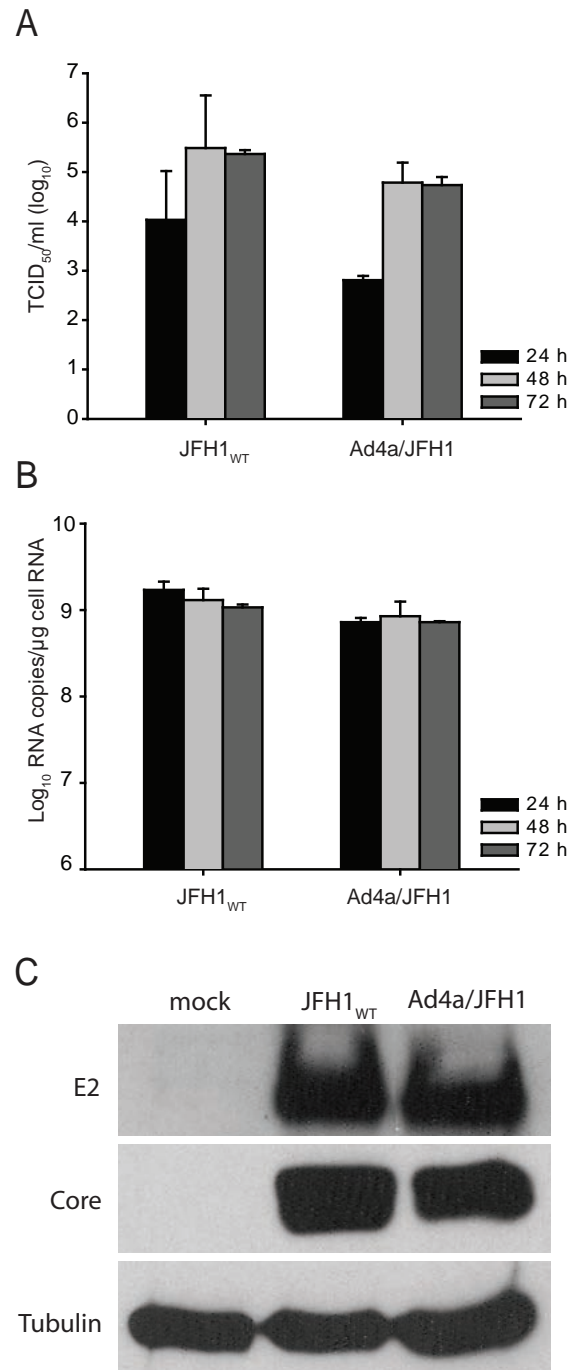 A
TCID50/ml (log10)
7
6
5
4
3
2
1
0
24 h
48 h
72 h
JFH1WT
Ad4a/JFH1
B
Log10 RNA copies/µg cell RNA
10
9
8
7
6
24 h
48 h
72 h
JFH1WT
Ad4a/JFH1
C
mock
JFH1WT
Ad4a/JFH1
E2
Core
Tubulin